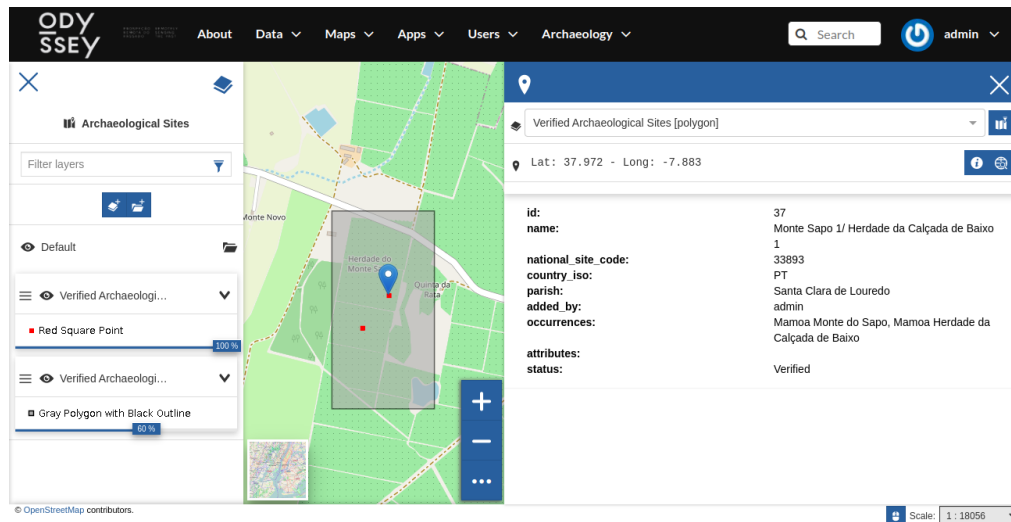 ODY
SSEY
About Data Maps Apps Users Archaeology Search admin
Archaeological Sites
Filter layers
Default
Verified Archaeologi...
Red Square Point
100 %
Verified Archaeologi...
Gray Polygon with Black Outline
60 %
Monte Novo
Herdade do
Quinta da
Rata
Verified Archaeological Sites [polygon]
Lat: 37.972 - Long: -7.883
id: 37
name: Monte Sapo 1/ Herdade da Calçada de Baixo
1
national_site_code: 33893
country_iso: PT
parish: Santa Clara de Louredo
added_by: admin
occurrences: Mamoa Monte do Sapo, Mamoa Herdade da
Calçada de Baixo
attributes:
status: Verified
© OpenStreetMap contributors.
Scale: 1 : 18056